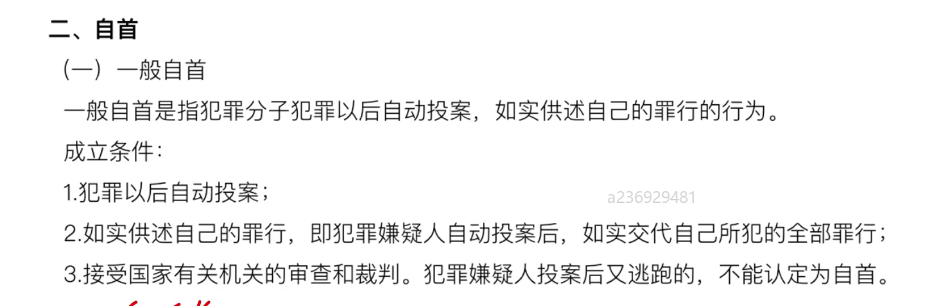 二、自首
（一）一般自首
一般自首是指犯罪分子犯罪以后自动投案，如实供述自己的罪行的行为。
成立条件：
1.犯罪以后自动投案；
a236929481
2.如实供述自己的罪行，即犯罪嫌疑人自动投案后，如实交代自己所犯的全部罪行；
3.接受国家有关机关的审查和裁判。犯罪嫌疑人投案后又逃跑的，不能认定为自首。